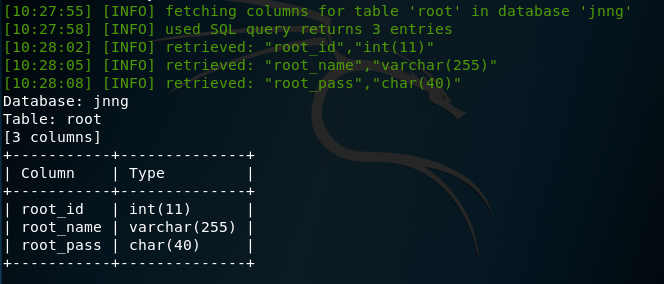 [10:27:55] [INFO] fetching columns for table 'root' in database 'jnng'
[10:27:58] [INFO] used SQL query returns 3 entries
[10:28:02] [INFO] retrieved: "root_id","int(11)"
[10:28:05] [INFO] retrieved: "root_name","varchar(255)"
[10:28:08] [INFO] retrieved: "root_pass","char(40)"
Database: jnng
Table: root
[3 columns]
+-----------+--------------+
| Column    | Type         |
+-----------+--------------+
| root_id   | int(11)      |
| root_name | varchar(255) |
| root_pass | char(40)     |
+-----------+--------------+